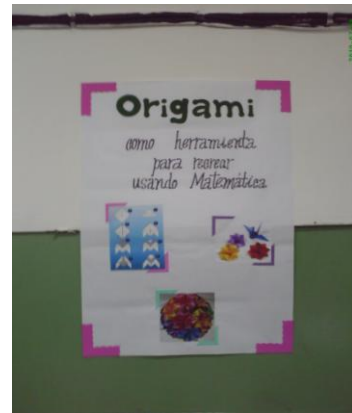 Origami
como herramienta
para recrear
usando Matemática